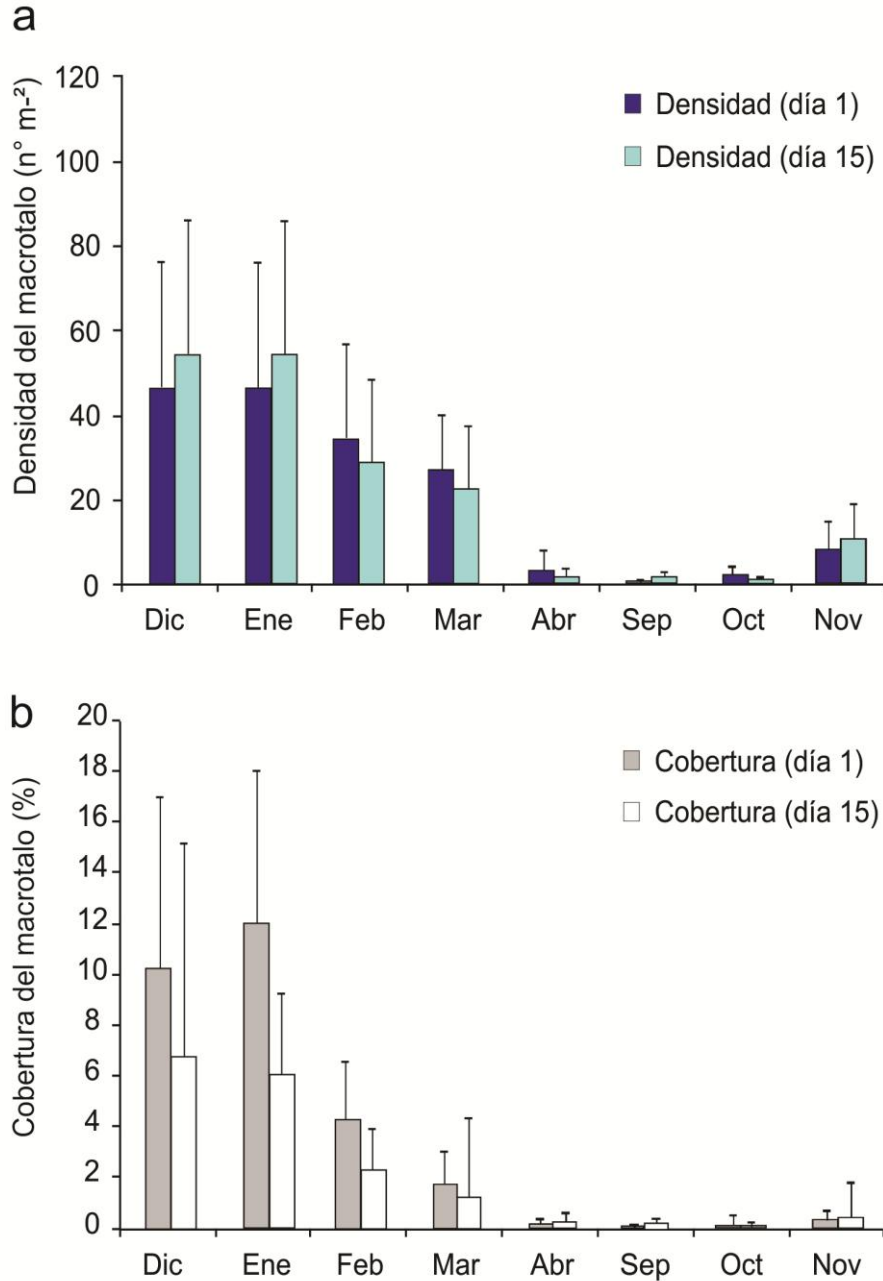 a
Densidad del macrotalo (n° m-²)
120
100
80
60
40
20
0
Densidad (día 1)
Densidad (día 15)
Dic Ene Feb Mar Abr Sep Oct Nov
b
Cobertura del macrotalo (%)
20
18
16
14
12
10
8
6
4
2
0
Cobertura (día 1)
Cobertura (día 15)
Dic Ene Feb Mar Abr Sep Oct Nov